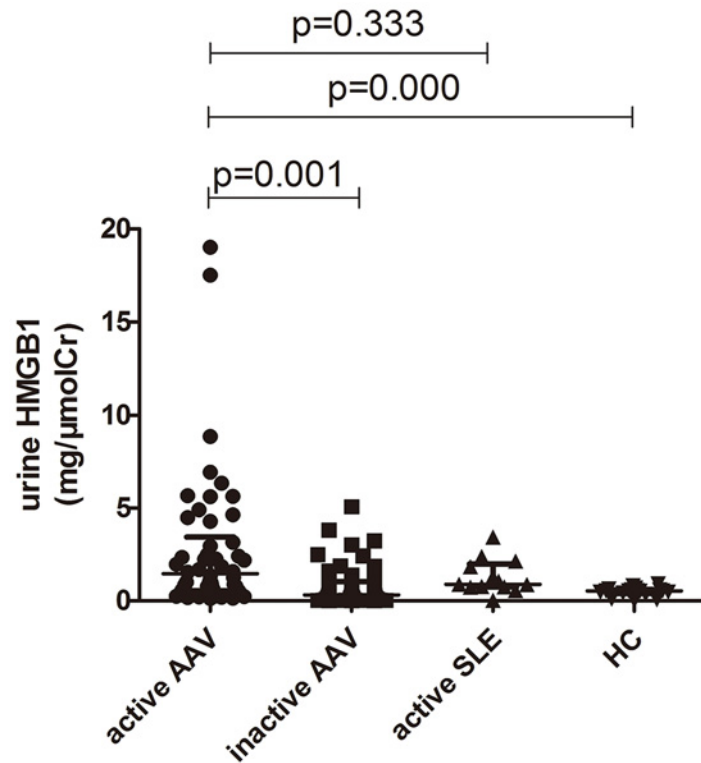 p=0.333
p=0.000
p=0.001
20
15
10
5
0
urine HMGB1
(mg/μmolCr)
active AAV
inactive AAV
active SLE
HC